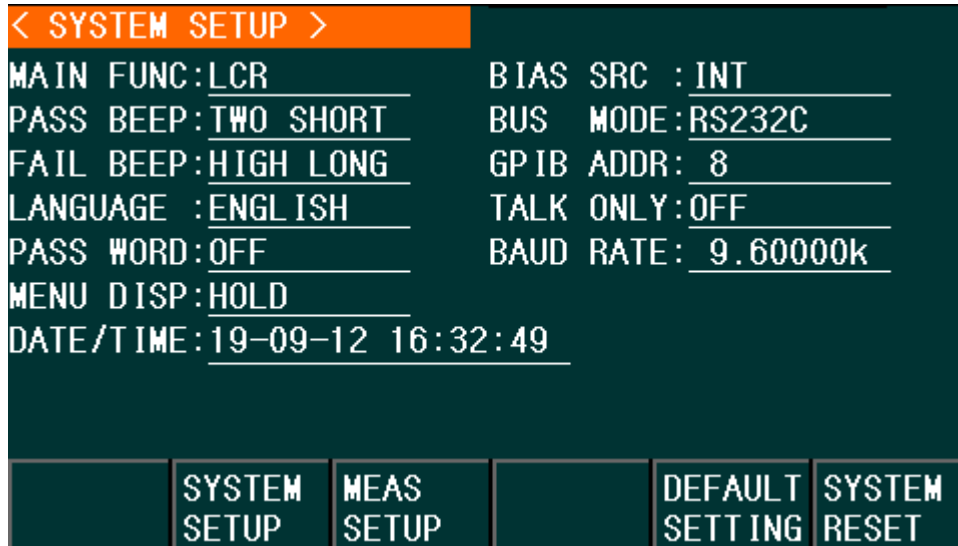 < SYSTEM SETUP >
MAIN FUNC:LCR BIAS SRC :INT
PASS BEEP:TWO SHORT BUS MODE:RS232C
FAIL BEEP:HIGH LONG GPIB ADDR: 8
LANGUAGE :ENGLISH TALK ONLY:OFF
PASS WORD:OFF BAUD RATE: 9.60000k
MENU DISP:HOLD
DATE/TIME:19-09-12 16:32:49
SYSTEM MEAS DEFAULT SYSTEM
SETUP SETUP SETTING RESET